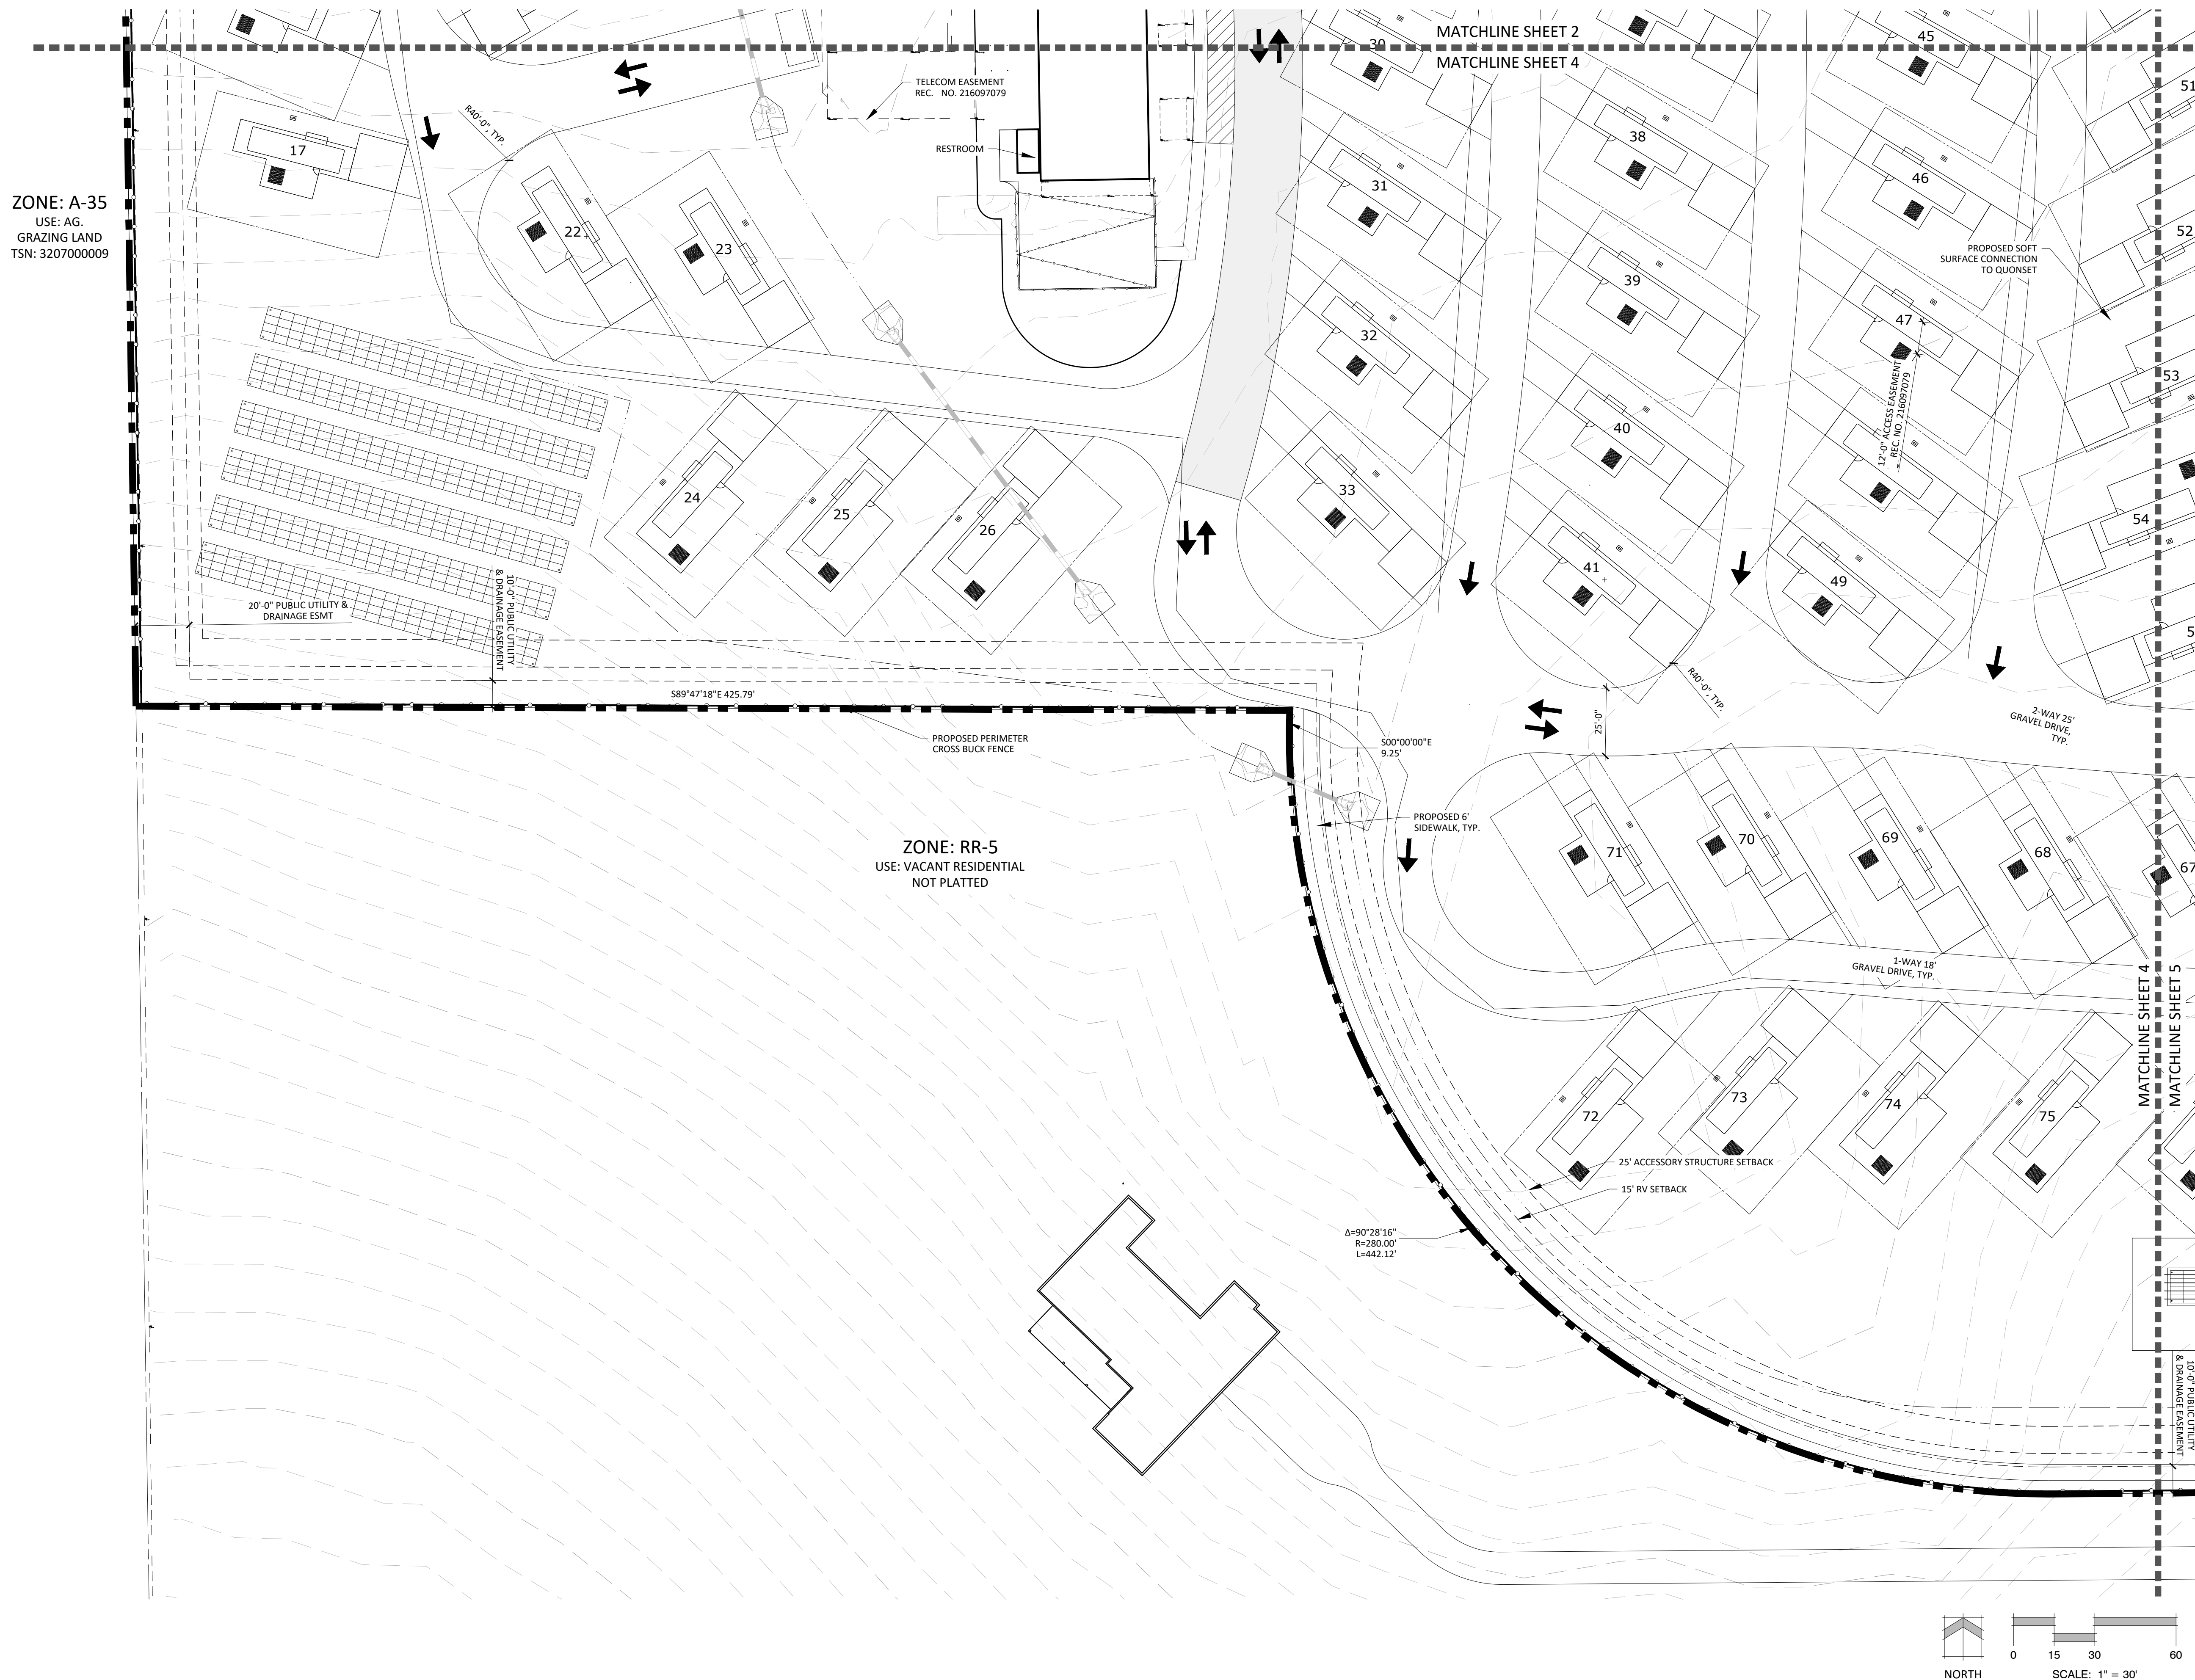 MATCHLINE SHEET 2
MATCHLINE SHEET 4
30
45
51
TELECOM EASEMENT
REC. NO. 216097079
R40'-0", TYP.
RESTROOM
17
22
23
31
38
46
52
ZONE: A-35
USE: AG.
GRAZING LAND
TSN: 3207000009
PROPOSED SOFT
SURFACE CONNECTION
TO QUONSET
32
39
47
53
12'-0" ACCESS EASEMENT
REC. NO. 216097079
24
25
26
33
40
54
41
49
20'-0" PUBLIC UTILITY &
DRAINAGE ESMT
10'-0" PUBLIC UTILITY
& DRAINAGE EASEMENT
S89°47'18"E 425.79'
PROPOSED PERIMETER
CROSS BUCK FENCE
S00°00'00"E
9.25'
R40'-0", TYP.
25'-0"
2-WAY 25'
GRAVEL DRIVE,
TYP.
PROPOSED 6'
SIDEWALK, TYP.
ZONE: RR-5
USE: VACANT RESIDENTIAL
NOT PLATTED
71
70
69
68
67
1-WAY 18'
GRAVEL DRIVE, TYP.
MATCHLINE SHEET 4
MATCHLINE SHEET 5
72
73
74
75
25' ACCESSORY STRUCTURE SETBACK
15' RV SETBACK
Δ=90°28'16"
R=280.00'
L=442.12'
10'-0" PUBLIC UTILITY
& DRAINAGE EASEMENT
0 15 30 60
NORTH
SCALE: 1" = 30'